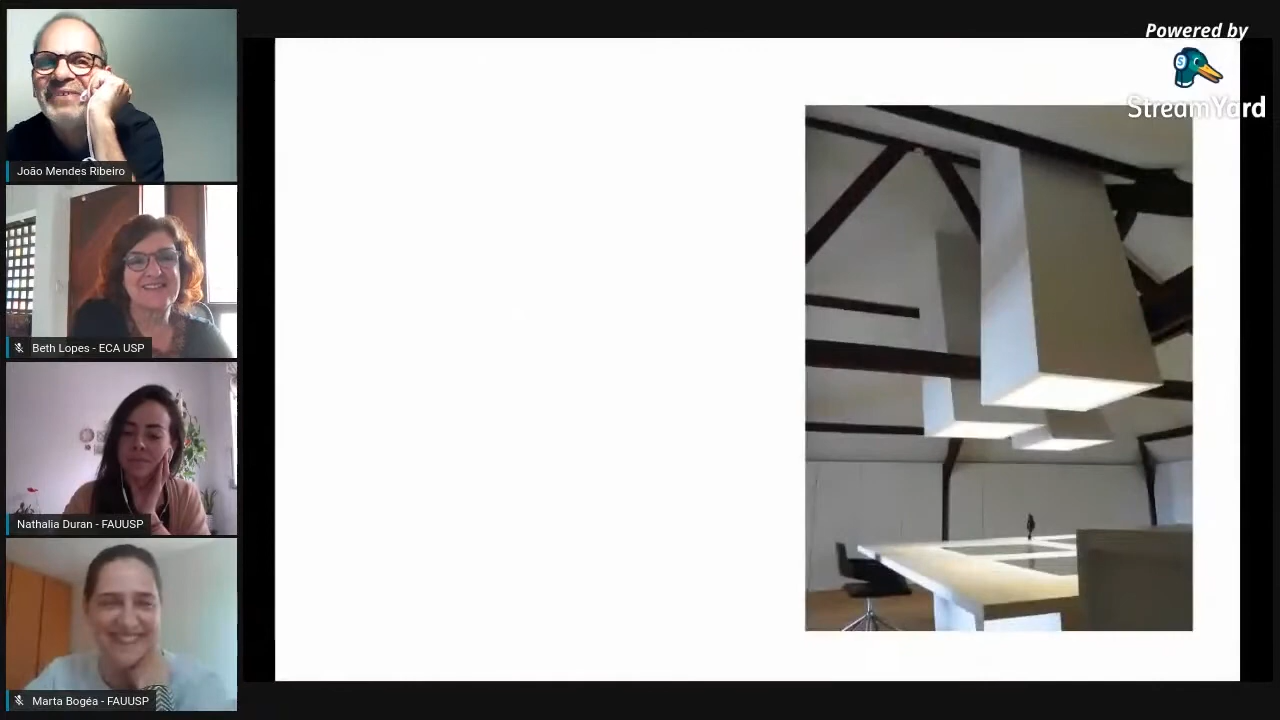 Powered by
StreamYard
João Mendes Ribeiro
Beth Lopes - ECA USP
Nathalia Duran - FAUUSP
Marta Bogéa - FAUUSP